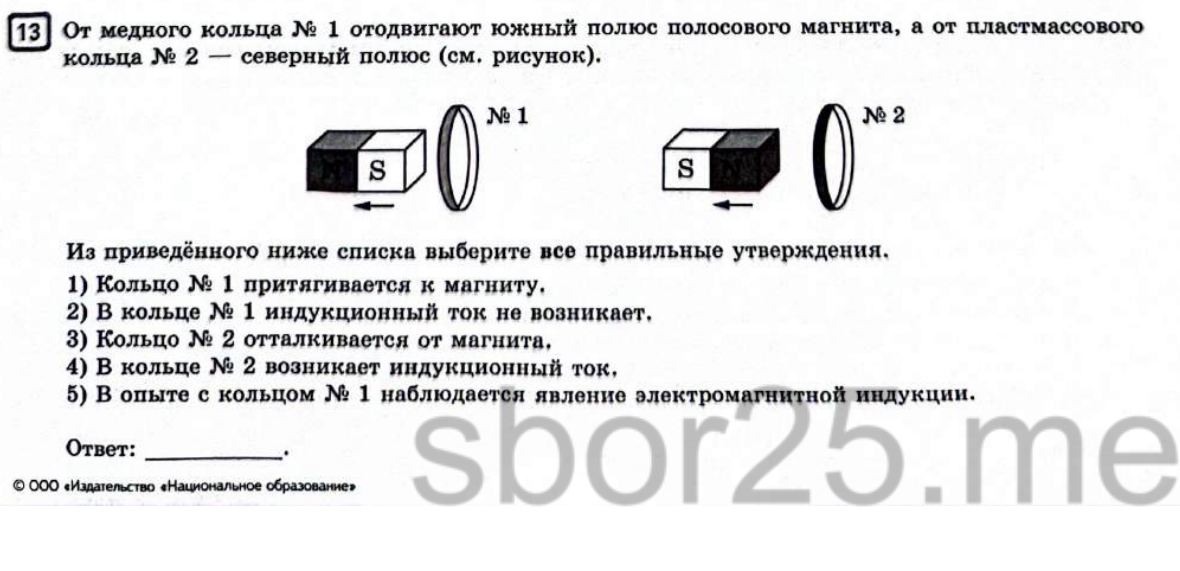 13 От медного кольца № 1 отодвигают южный полюс полосового магнита, а от пластмассового
кольца № 2 — северный полюс (см. рисунок).
№ 1
№ 2
N S
S N
Из приведённого ниже списка выберите все правильные утверждения.
1) Кольцо № 1 притягивается к магниту.
2) В кольце № 1 индукционный ток не возникает.
3) Кольцо № 2 отталкивается от магнита.
4) В кольце № 2 возникает индукционный ток.
5) В опыте с кольцом № 1 наблюдается явление электромагнитной индукции.
Ответ: ____________.
© ООО «Издательство «Национальное образование»
sbor25.me